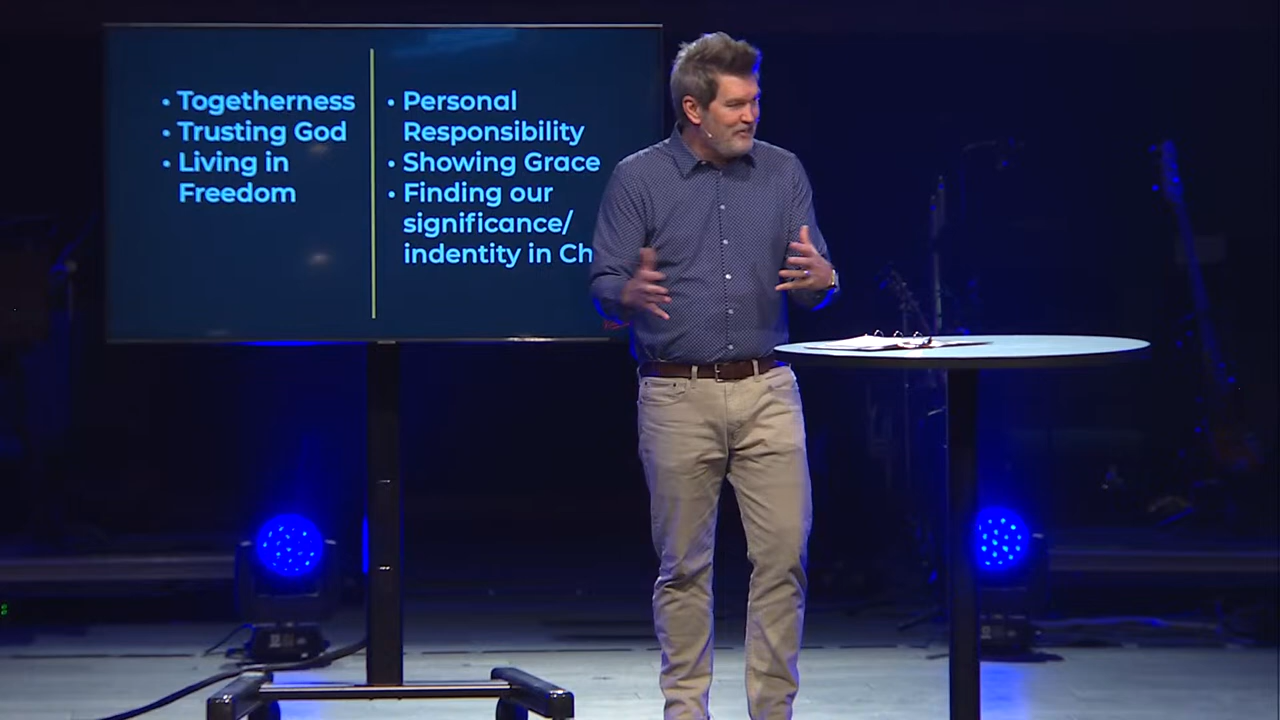 • Togetherness
• Trusting God
• Living in
Freedom
• Personal
Responsibility
• Showing Grace
• Finding our
significance/
indentity in Ch